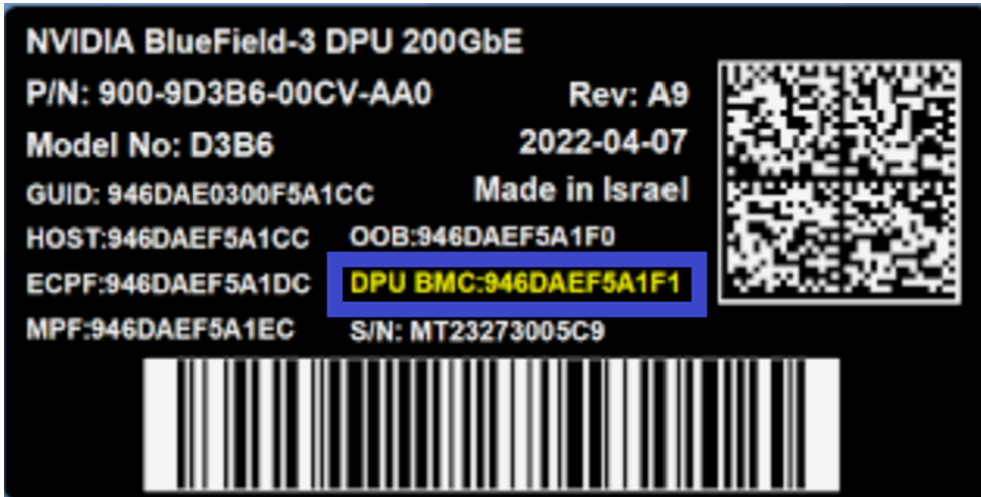 NVIDIA BlueField-3 DPU 200GbE
P/N: 900-9D3B6-00CV-AA0 Rev: A9
Model No: D3B6 2022-04-07
GUID: 946DAE0300F5A1CC Made in Israel
HOST:946DAEF5A1CC OOB:946DAEF5A1F0
ECPF:946DAEF5A1DC DPU BMC:946DAEF5A1F1
MPF:946DAEF5A1EC S/N: MT23273005C9